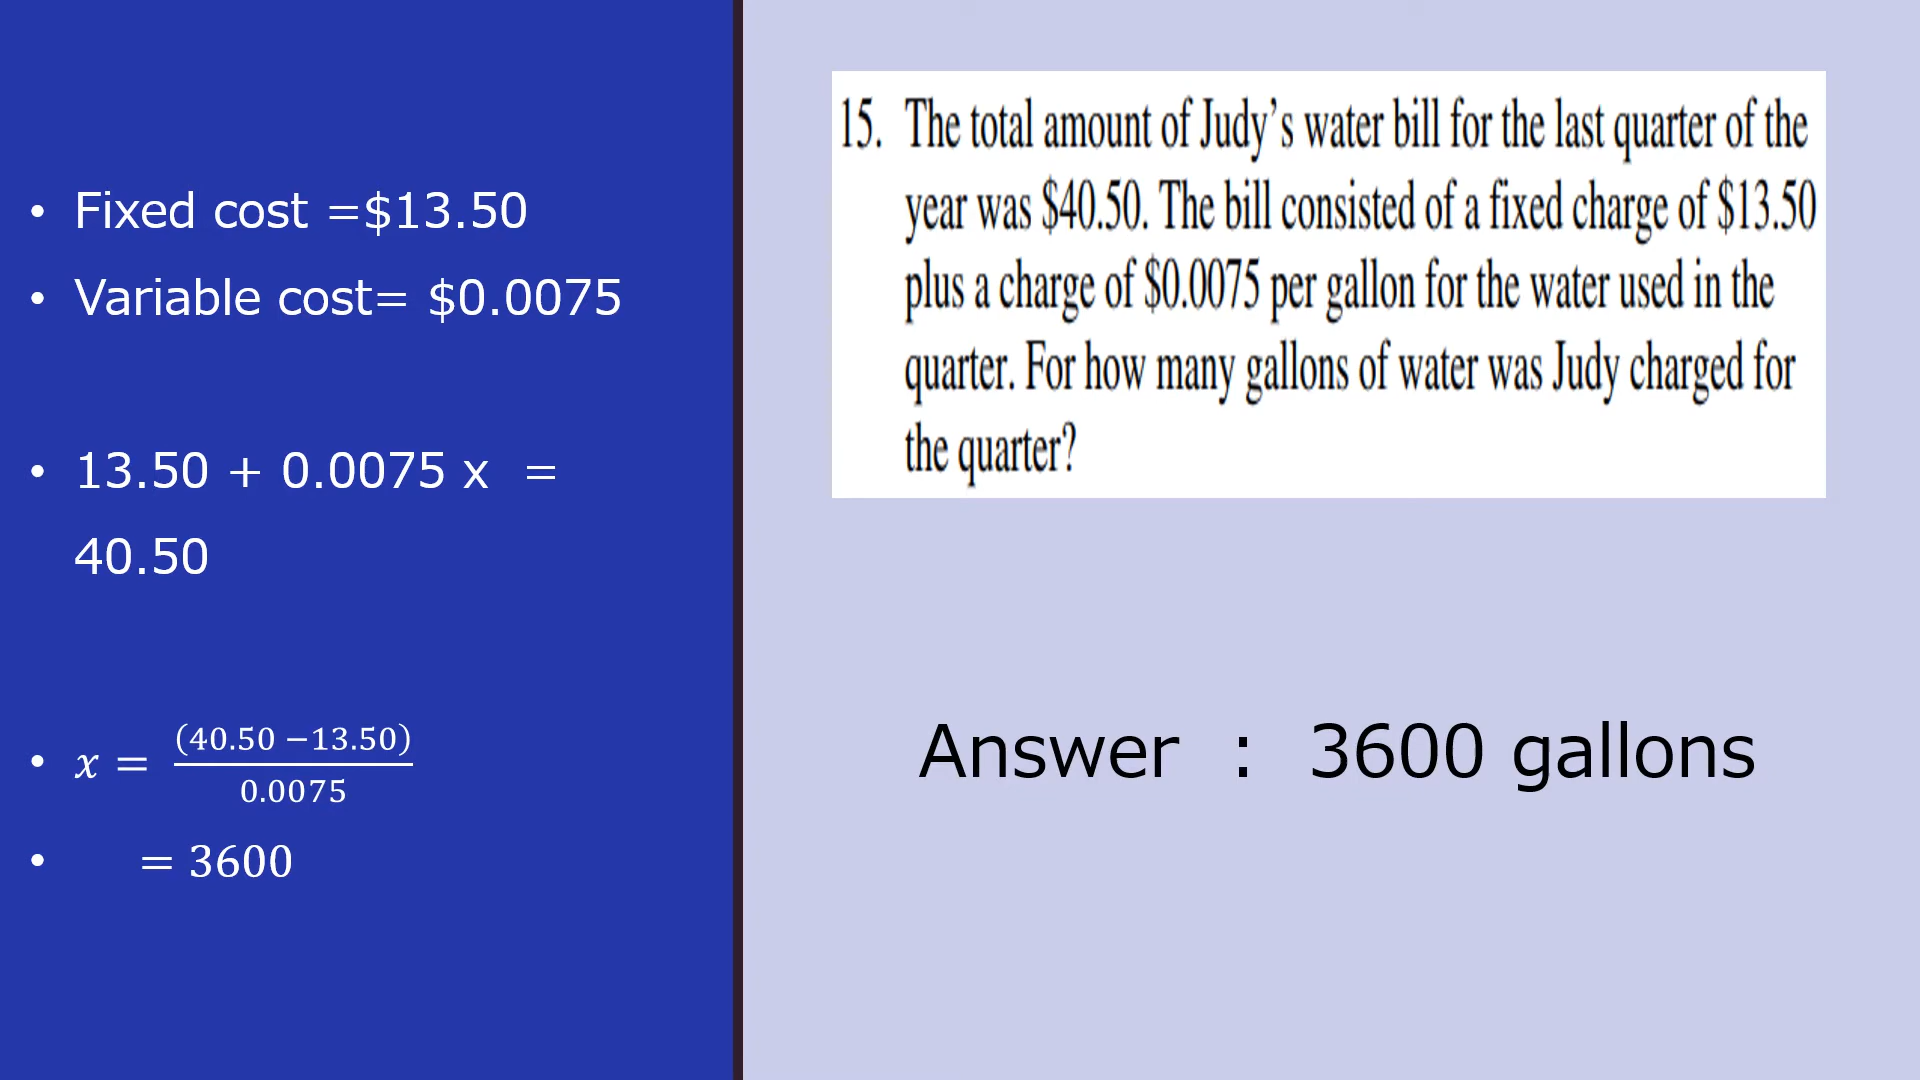 • Fixed cost =$13.50
• Variable cost= $0.0075
• 13.50 + 0.0075 x =
40.50
• x = (40.50 −13.50)
0.0075
• = 3600
15. The total amount of Judy’s water bill for the last quarter of the
year was $40.50. The bill consisted of a fixed charge of $13.50
plus a charge of $0.0075 per gallon for the water used in the
quarter. For how many gallons of water was Judy charged for
the quarter?
Answer : 3600 gallons